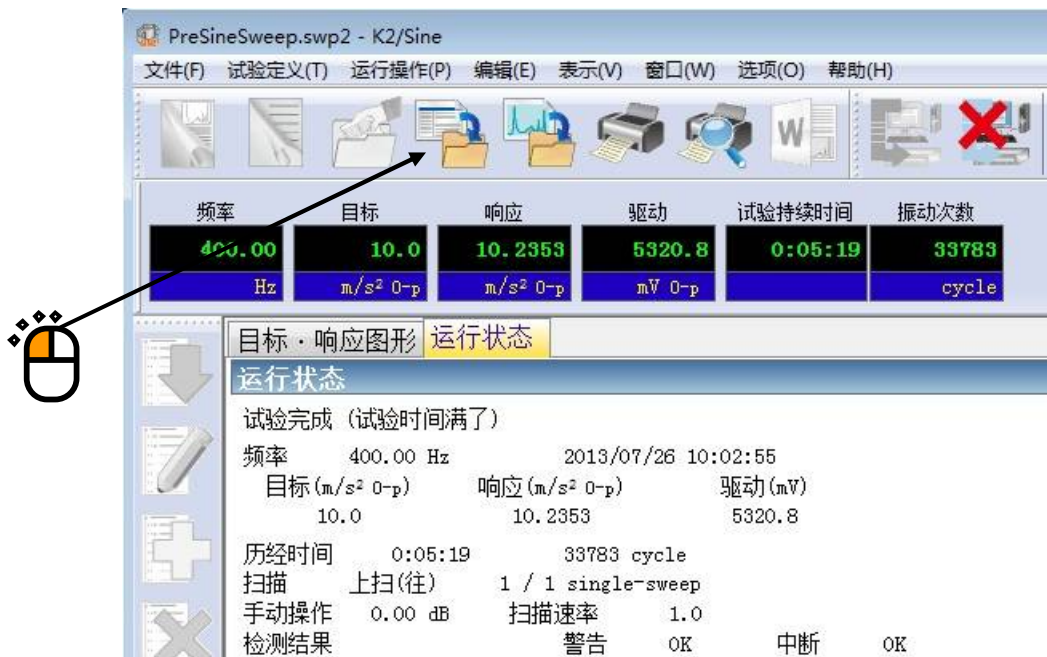 PreSineSweep.swp2 - K2/Sine
文件(F) 试验定义(T) 运行操作(P) 编辑(E) 表示(V) 窗口(W) 选项(O) 帮助(H)
W
频率 目标 响应 驱动 试验持续时间 振动次数
400.00 10.0 10.2353 5320.8 0:05:19 33783
Hz m/s² 0-p m/s² 0-p mV 0-p cycle
目标·响应图形 运行状态
运行状态
试验完成 (试验时间满了)
频率 400.00 Hz 2013/07/26 10:02:55
目标(m/s² 0-p) 响应(m/s² 0-p) 驱动(mV)
10.0 10.2353 5320.8
历经时间 0:05:19 33783 cycle
扫描 上扫(往) 1 / 1 single-sweep
手动操作 0.00 dB 扫描速率 1.0
检测结果 警告 OK 中断 OK